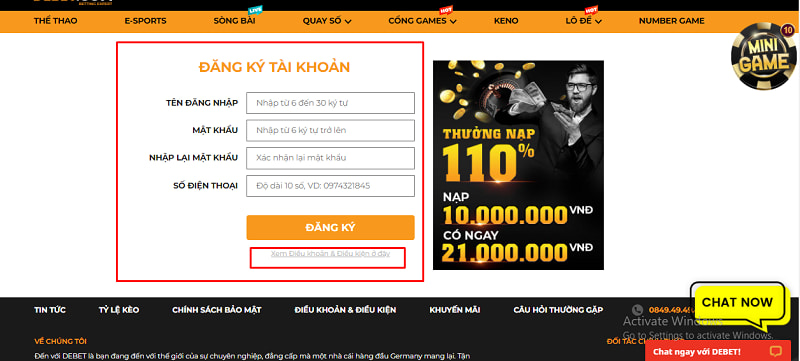 BETTING EXPERT
THỂ THAO E-SPORTS SÒNG BÀI LIVE QUAY SỐ CỔNG GAMES HOT KENO LÔ ĐỀ HOT NUMBER GAME
MINI GAME 10
ĐĂNG KÝ TÀI KHOẢN
TÊN ĐĂNG NHẬP Nhập từ 6 đến 30 ký tự
MẬT KHẨU Nhập từ 6 ký tự trở lên
NHẬP LẠI MẬT KHẨU Xác nhận lại mật khẩu
SỐ ĐIỆN THOẠI Độ dài 10 số, VD: 0974321845
ĐĂNG KÝ
Xem Điều khoản & Điều kiện ở đây
THƯỞNG NẠP
110%
NẠP
10.000.000 VNĐ
CÓ NGAY
21.000.000 VNĐ
CHAT NOW
TIN TỨC TỶ LỆ KÈO CHÍNH SÁCH BẢO MẬT ĐIỀU KHOẢN & ĐIỀU KIỆN KHUYẾN MÃI CÂU HỎI THƯỜNG GẶP 0849.49.49
Activate Windows
Go to Settings to activate Windows.
VỀ CHÚNG TÔI ĐỐI TÁC
Đến với DEBET là bạn đang đến với thế giới của sự chuyên nghiệp, đẳng cấp mà một nhà cái hàng đầu Germany mang lại. Tận
Chat ngay với DEBET!